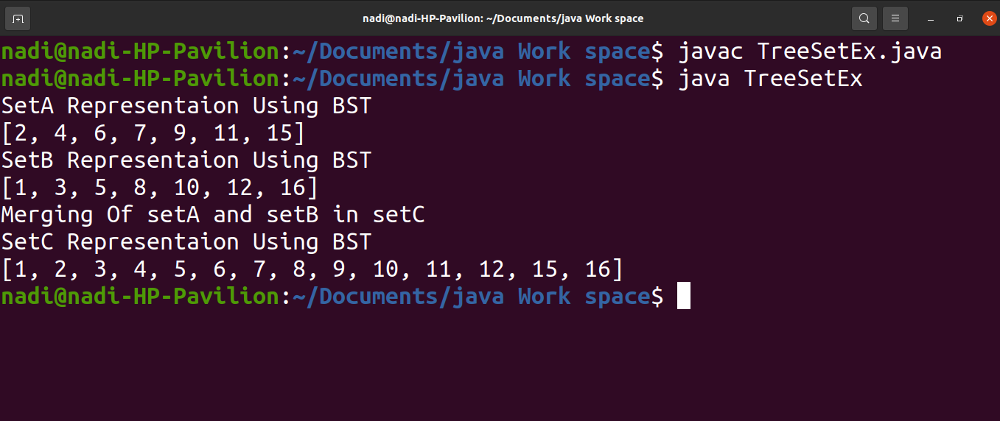 nadi@nadi-HP-Pavilion: ~/Documents/java Work space
nadi@nadi-HP-Pavilion:~/Documents/java Work space$ javac TreeSetEx.java
nadi@nadi-HP-Pavilion:~/Documents/java Work space$ java TreeSetEx
SetA Representaion Using BST
[2, 4, 6, 7, 9, 11, 15]
SetB Representaion Using BST
[1, 3, 5, 8, 10, 12, 16]
Merging Of setA and setB in setC
SetC Representaion Using BST
[1, 2, 3, 4, 5, 6, 7, 8, 9, 10, 11, 12, 15, 16]
nadi@nadi-HP-Pavilion:~/Documents/java Work space$